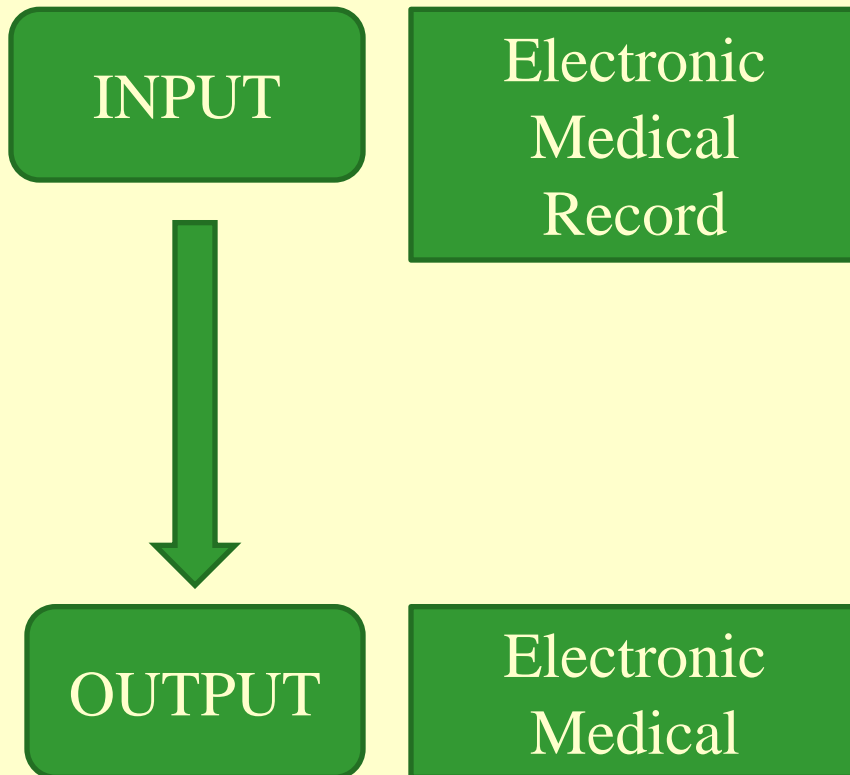 INPUT
Electronic
Medical
Record
OUTPUT
Electronic
Medical